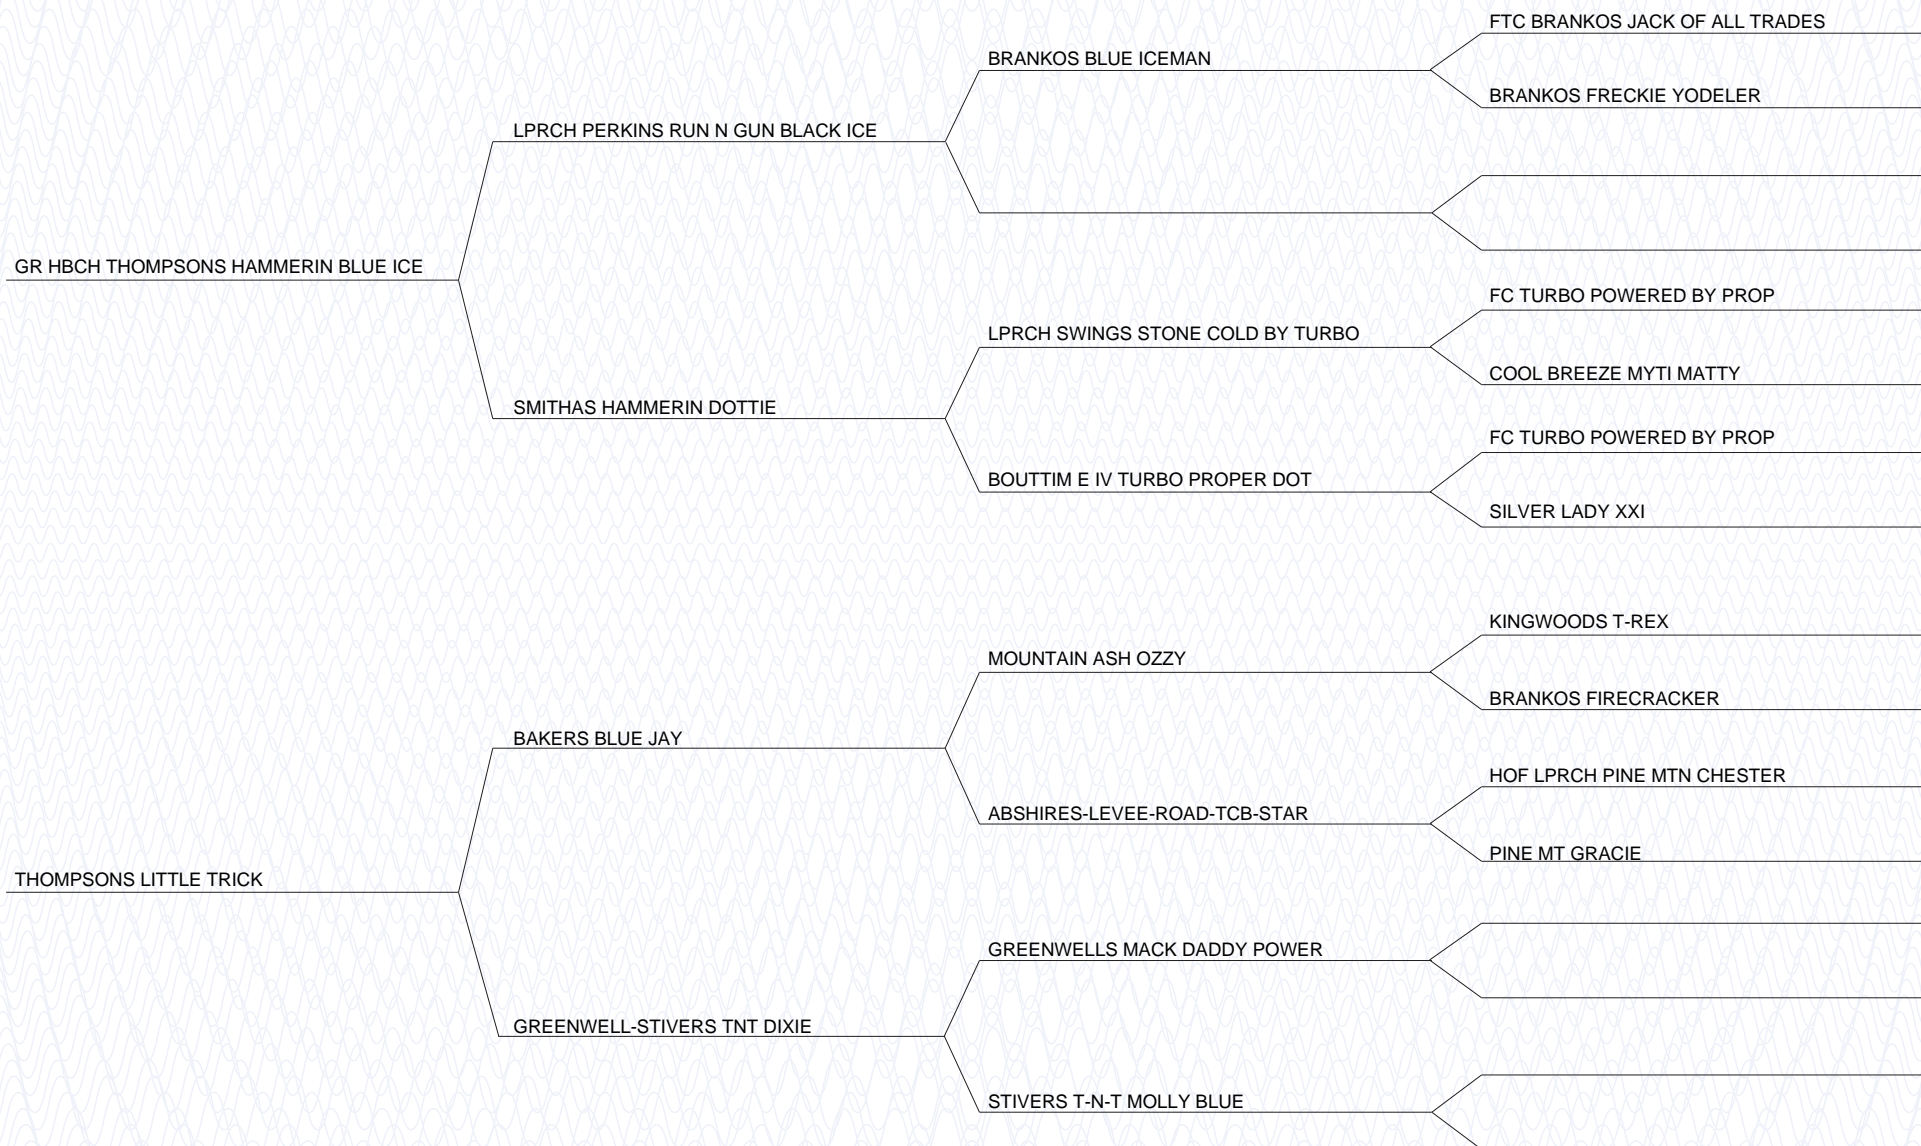 FTC BRANKOS JACK OF ALL TRADES
BRANKOS BLUE ICEMAN
BRANKOS FRECKIE YODELER
LPRCH PERKINS RUN N GUN BLACK ICE
GR HBCH THOMPSONS HAMMERIN BLUE ICE
FC TURBO POWERED BY PROP
LPRCH SWINGS STONE COLD BY TURBO
COOL BREEZE MYTI MATTY
SMITHAS HAMMERIN DOTTIE
FC TURBO POWERED BY PROP
BOUTTIM E IV TURBO PROPER DOT
SILVER LADY XXI
KINGWOODS T-REX
MOUNTAIN ASH OZZY
BRANKOS FIRECRACKER
BAKERS BLUE JAY
HOF LPRCH PINE MTN CHESTER
ABSHIRES-LEVEE-ROAD-TCB-STAR
PINE MT GRACIE
THOMPSONS LITTLE TRICK
GREENWELLS MACK DADDY POWER
GREENWELL-STIVERS TNT DIXIE
STIVERS T-N-T MOLLY BLUE